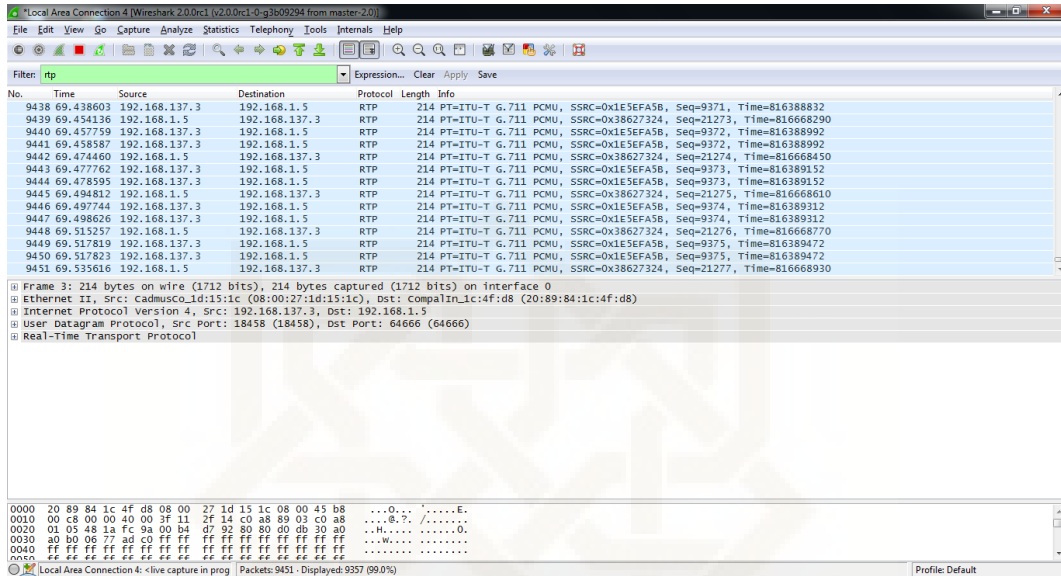 *Local Area Connection 4 [Wireshark 2.0.0rc1 (v2.0.0rc1-0-g3b09294 from master-2.0)]
File Edit View Go Capture Analyze Statistics Telephony Tools Internals Help
Filter: rtp Expression... Clear Apply Save
No. Time Source Destination Protocol Length Info
9438 69.438603 192.168.137.3 192.168.1.5 RTP 214 PT=ITU-T G.711 PCMU, SSRC=0x1E5EFA5B, Seq=9371, Time=816388832
9439 69.454136 192.168.1.5 192.168.137.3 RTP 214 PT=ITU-T G.711 PCMU, SSRC=0x38627324, Seq=21273, Time=816668290
9440 69.457759 192.168.137.3 192.168.1.5 RTP 214 PT=ITU-T G.711 PCMU, SSRC=0x1E5EFA5B, Seq=9372, Time=816388992
9441 69.458587 192.168.137.3 192.168.1.5 RTP 214 PT=ITU-T G.711 PCMU, SSRC=0x1E5EFA5B, Seq=9372, Time=816388992
9442 69.474460 192.168.1.5 192.168.137.3 RTP 214 PT=ITU-T G.711 PCMU, SSRC=0x38627324, Seq=21274, Time=816668450
9443 69.477762 192.168.137.3 192.168.1.5 RTP 214 PT=ITU-T G.711 PCMU, SSRC=0x1E5EFA5B, Seq=9373, Time=816389152
9444 69.478595 192.168.137.3 192.168.1.5 RTP 214 PT=ITU-T G.711 PCMU, SSRC=0x1E5EFA5B, Seq=9373, Time=816389152
9445 69.494812 192.168.1.5 192.168.137.3 RTP 214 PT=ITU-T G.711 PCMU, SSRC=0x38627324, Seq=21275, Time=816668610
9446 69.497744 192.168.137.3 192.168.1.5 RTP 214 PT=ITU-T G.711 PCMU, SSRC=0x1E5EFA5B, Seq=9374, Time=816389312
9447 69.498626 192.168.137.3 192.168.1.5 RTP 214 PT=ITU-T G.711 PCMU, SSRC=0x1E5EFA5B, Seq=9374, Time=816389312
9448 69.515257 192.168.1.5 192.168.137.3 RTP 214 PT=ITU-T G.711 PCMU, SSRC=0x38627324, Seq=21276, Time=816668770
9449 69.517819 192.168.137.3 192.168.1.5 RTP 214 PT=ITU-T G.711 PCMU, SSRC=0x1E5EFA5B, Seq=9375, Time=816389472
9450 69.517823 192.168.137.3 192.168.1.5 RTP 214 PT=ITU-T G.711 PCMU, SSRC=0x1E5EFA5B, Seq=9375, Time=816389472
9451 69.535616 192.168.1.5 192.168.137.3 RTP 214 PT=ITU-T G.711 PCMU, SSRC=0x38627324, Seq=21277, Time=816668930
Frame 3: 214 bytes on wire (1712 bits), 214 bytes captured (1712 bits) on interface 0
Ethernet II, Src: CadmusCo_1d:15:1c (08:00:27:1d:15:1c), Dst: CompalIn_1c:4f:d8 (20:89:84:1c:4f:d8)
Internet Protocol Version 4, Src: 192.168.137.3, Dst: 192.168.1.5
User Datagram Protocol, Src Port: 18458 (18458), Dst Port: 64666 (64666)
Real-Time Transport Protocol
0000 20 89 84 1c 4f d8 08 00 27 1d 15 1c 08 00 45 b8 ...O... '.....E.
0010 00 c8 00 00 40 00 3f 11 2f 14 c0 a8 89 03 c0 a8 ....@.?. /.......
0020 01 05 48 1a fc 9a 00 b4 d7 92 80 80 d0 db 30 a0 ..H..... ......0.
0030 a0 b0 06 77 ad c0 ff ff ff ff ff ff ff ff ff ff ...w.... ........
0040 ff ff ff ff ff ff ff ff ff ff ff ff ff ff ff ff ........ ........
0050 ff ff ff ff ff ff ff ff ff ff ff ff ff ff ff ff
Local Area Connection 4: <live capture in prog Packets: 9451 · Displayed: 9357 (99.0%) Profile: Default